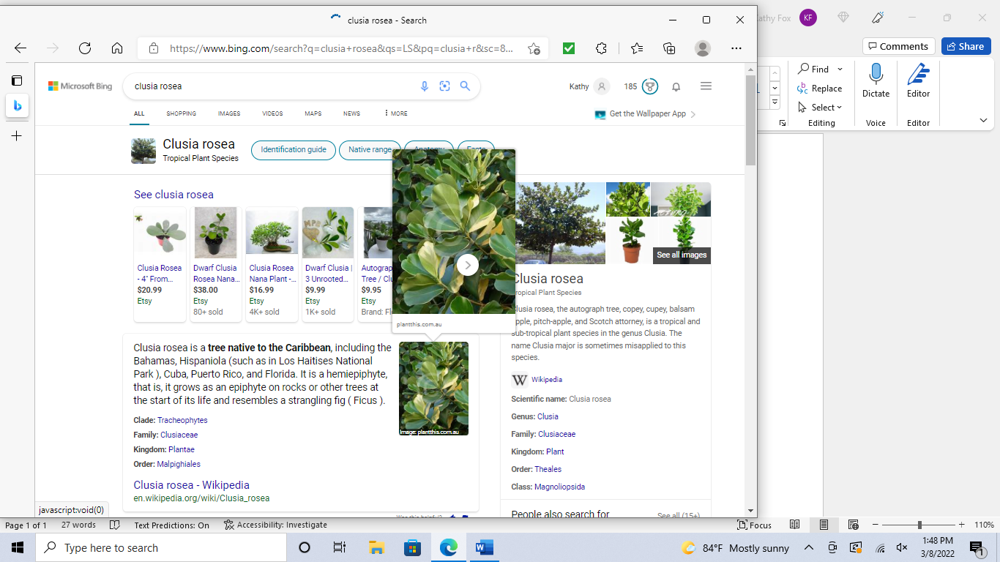 clusia rosea - Search
athy Fox
KF
https://www.bing.com/search?q=clusia+rosea&qs=LS&pq=clusia+r&sc=8...
Comments
Share
Microsoft Bing
clusia rosea
Kathy
185
ALL
SHOPPING
IMAGES
VIDEOS
MAPS
NEWS
MORE
Get the Wallpaper App
Find
Replace
Select
Editing
Dictate
Voice
Editor
Editor
Clusia rosea
Tropical Plant Species
Identification guide
Native range
Anatomy
Facts
See clusia rosea
Clusia Rosea
- 4" From...
$20.99
Etsy
Dwarf Clusia
Rosea Nana...
$38.00
Etsy
80+ sold
Clusia Rosea
Nana Plant -...
$16.99
Etsy
4K+ sold
Dwarf Clusia |
3 Unrooted...
$9.99
Etsy
1K+ sold
Autograp
Tree / Clu
$9.95
Etsy
Brand: Fl
plantthis.com.au
See all images
Clusia rosea
Tropical Plant Species
Clusia rosea, the autograph tree, copey, cupey, balsam
apple, pitch-apple, and Scotch attorney, is a tropical and
sub-tropical plant species in the genus Clusia. The
name Clusia major is sometimes misapplied to this
species.
W Wikipedia
Scientific name: Clusia rosea
Genus: Clusia
Family: Clusiaceae
Kingdom: Plant
Order: Theales
Class: Magnoliopsida
People also search for
See all (15+)
Clusia rosea is a tree native to the Caribbean, including the
Bahamas, Hispaniola (such as in Los Haitises National
Park ), Cuba, Puerto Rico, and Florida. It is a hemiepiphyte,
that is, it grows as an epiphyte on rocks or other trees at
the start of its life and resembles a strangling fig ( Ficus ).
Image: plantthis.com.au
Clade: Tracheophytes
Family: Clusiaceae
Kingdom: Plantae
Order: Malpighiales
Clusia rosea - Wikipedia
en.wikipedia.org/wiki/Clusia_rosea
Was this helpful?
javascript:void(0)
Page 1 of 1
27 words
Text Predictions: On
Accessibility: Investigate
Focus
110%
Type here to search
84°F Mostly sunny
1:48 PM
3/8/2022
1